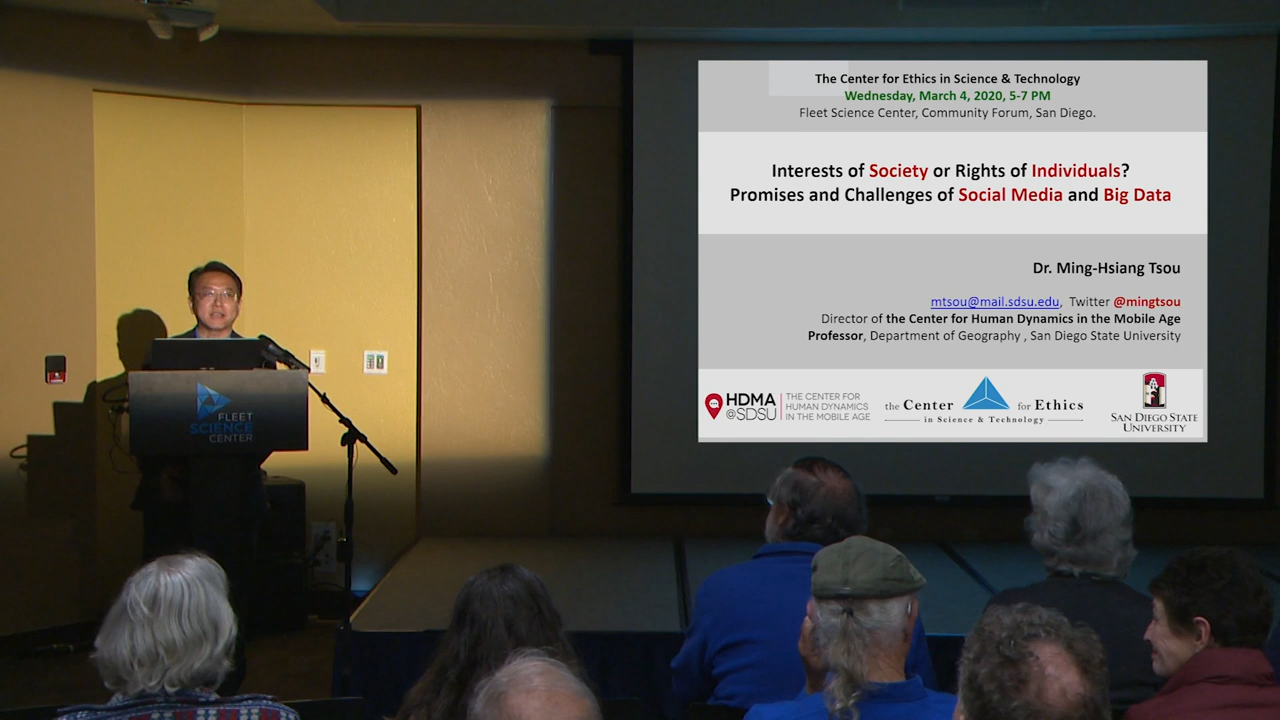 The Center for Ethics in Science & Technology
Wednesday, March 4, 2020, 5-7 PM
Fleet Science Center, Community Forum, San Diego.
Interests of Society or Rights of Individuals?
Promises and Challenges of Social Media and Big Data
Dr. Ming-Hsiang Tsou
mtsou@mail.sdsu.edu, Twitter @mingtsou
Director of the Center for Human Dynamics in the Mobile Age
Professor, Department of Geography , San Diego State University
HDMA
@SDSU
THE CENTER FOR
HUMAN DYNAMICS
IN THE MOBILE AGE
the Center for Ethics
in Science & Technology
SAN DIEGO STATE
UNIVERSITY
FLEET
SCIENCE
CENTER